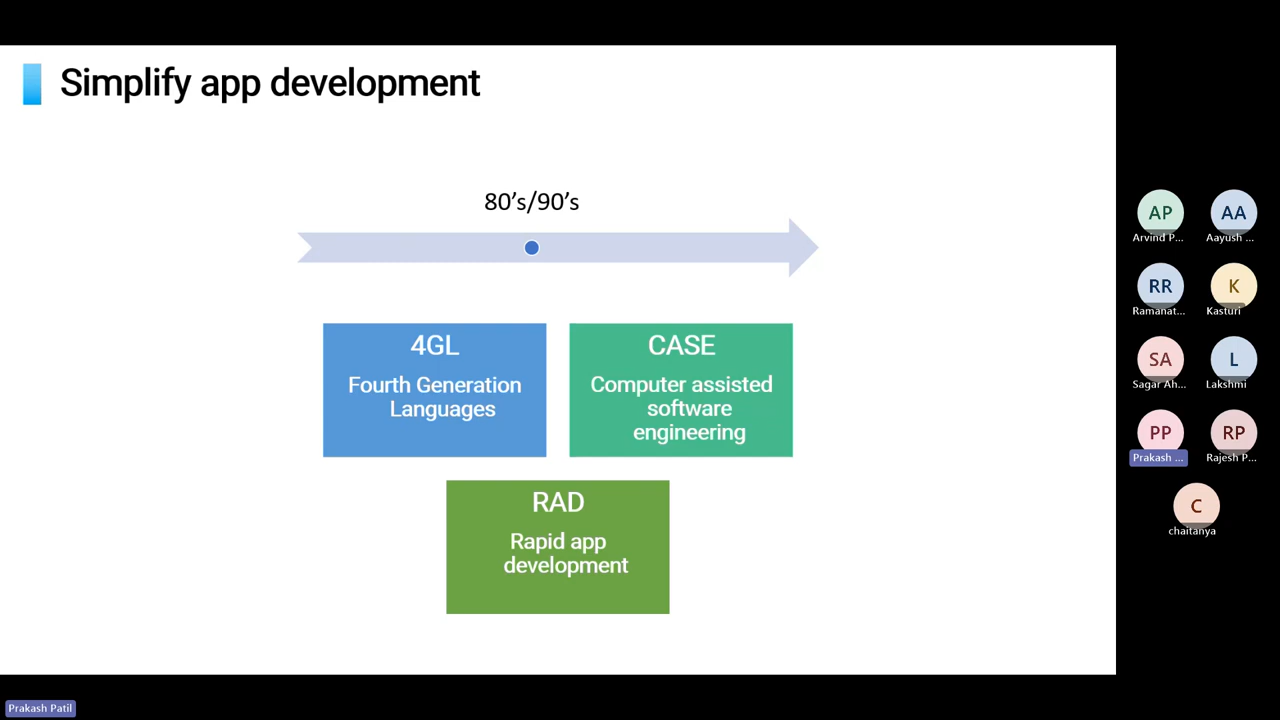 Simplify app development
80’s/90’s
4GL
Fourth Generation
Languages
CASE
Computer assisted
software
engineering
RAD
Rapid app
development
AP
Arvind P...
AA
Aayush ...
RR
Ramanat...
K
Kasturi
SA
Sagar Ah...
L
Lakshmi
PP
Prakash ...
RP
Rajesh P...
C
chaitanya
Prakash Patil